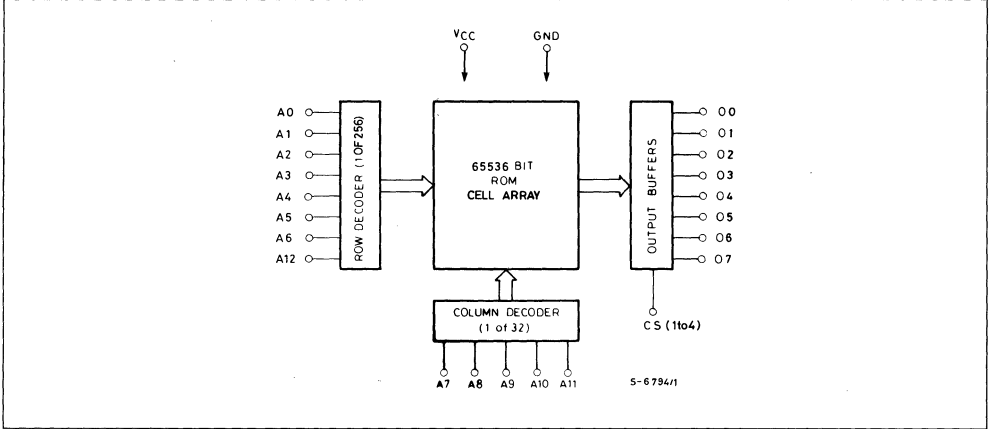 VCC
GND
A0
A1
A2
A3
A4
A5
A6
A12
ROW DECODER (1 OF 256)
65536 BIT
ROM
CELL ARRAY
OUTPUT BUFFERS
O0
O1
O2
O3
O4
O5
O6
O7
COLUMN DECODER
(1 of 32)
CS (1to4)
A7
A8
A9
A10
A11
S-6794/1